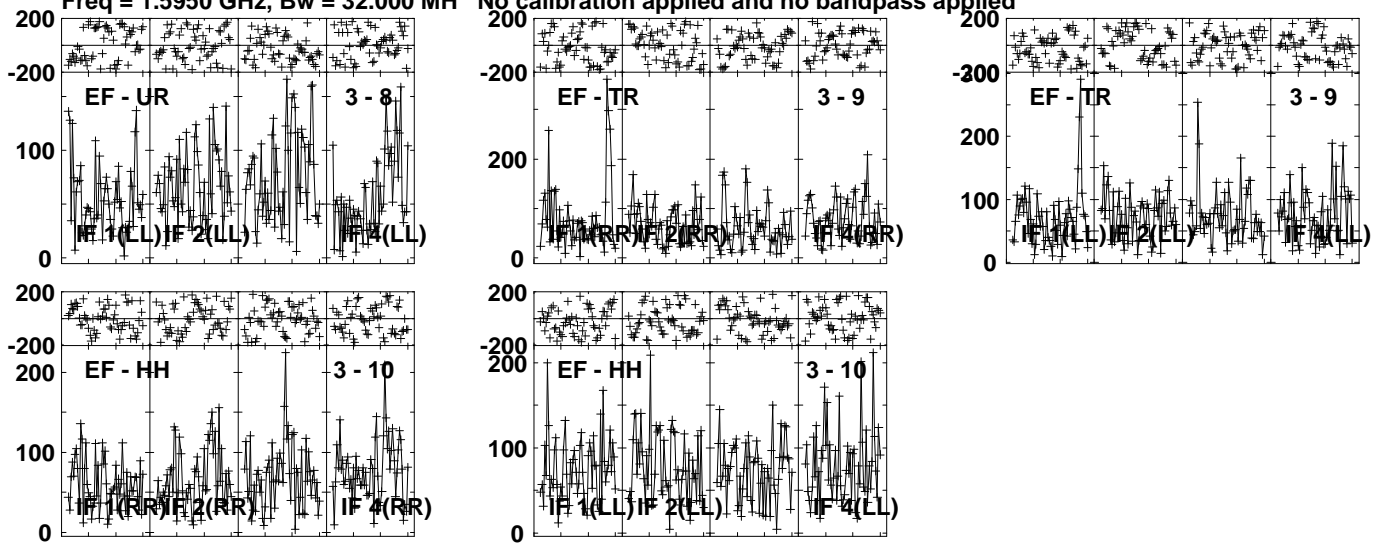 Freq = 1.5950 GHz, Bw = 32.000 MH No calibration applied and no bandpass applied
200
-200
EF - UR 3 - 8
100
0
IF 1(LL) IF 2(LL) IF 4(LL)
200
-200
EF - TR 3 - 9
200
0
IF 1(RR) IF 2(RR) IF 4(RR)
200
-200
300
EF - TR 3 - 9
200
100
0
IF 1(LL) IF 2(LL) IF 4(LL)
200
-200
EF - HH 3 - 10
200
100
0
IF 1(RR) IF 2(RR) IF 4(RR)
200
-200
200
EF - HH 3 - 10
100
0
IF 1(LL) IF 2(LL) IF 4(LL)